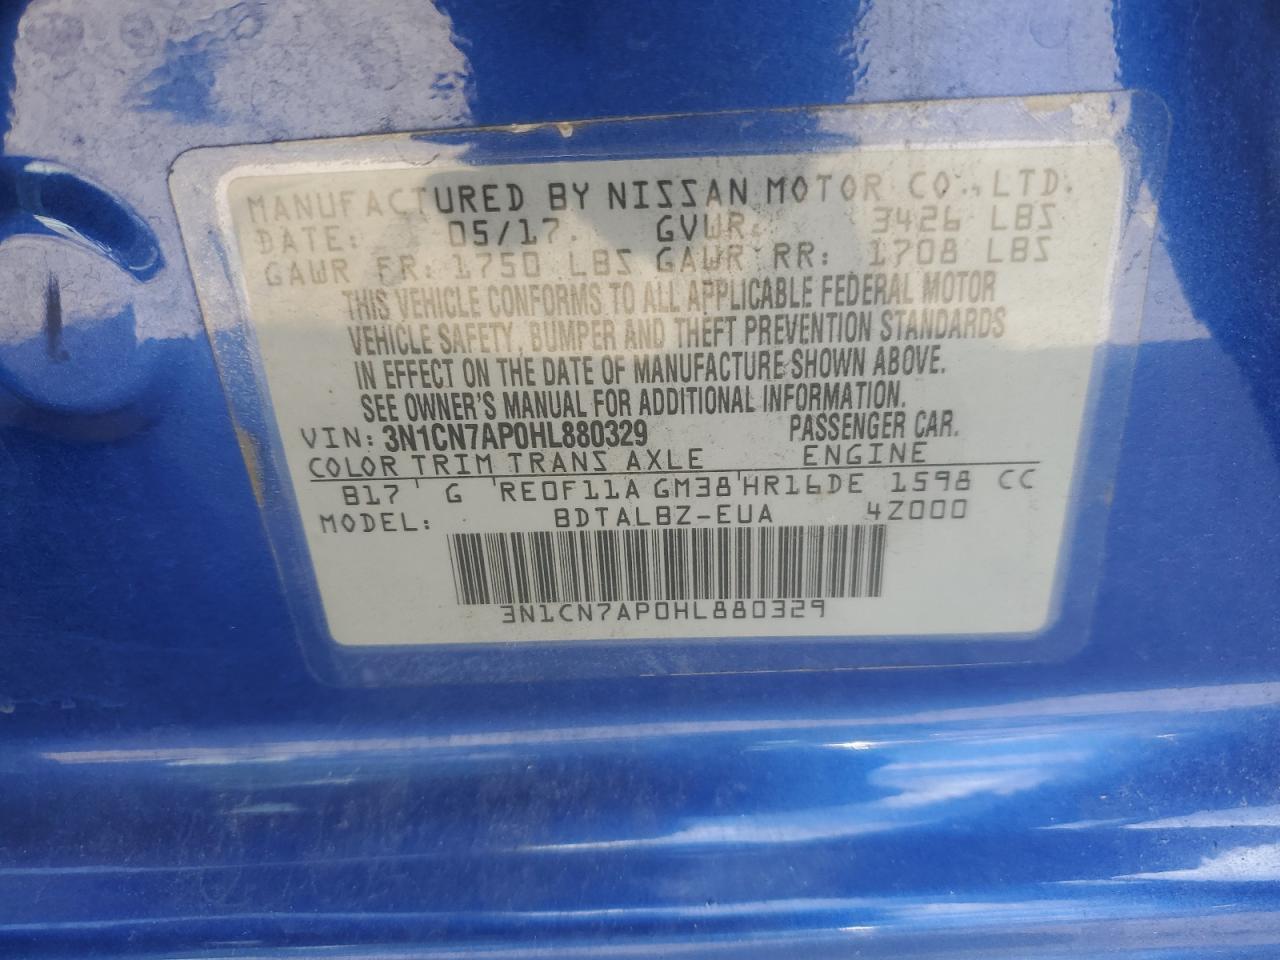 MANUFACTURED BY NISSAN MOTOR CO., LTD.
DATE: 05/17 GVWR: 3426 LBS
GAWR FR: 1750 LBS GAWR RR: 1708 LBS
THIS VEHICLE CONFORMS TO ALL APPLICABLE FEDERAL MOTOR
VEHICLE SAFETY, BUMPER AND THEFT PREVENTION STANDARDS
IN EFFECT ON THE DATE OF MANUFACTURE SHOWN ABOVE.
SEE OWNER'S MANUAL FOR ADDITIONAL INFORMATION.
VIN: 3N1CN7AP0HL880329 PASSENGER CAR.
COLOR TRIM TRANS AXLE ENGINE
B17 G RE0F11A GM38 HR16DE 1598 CC
MODEL: BDTALBZ-EUA 4Z000
3N1CN7AP0HL880329